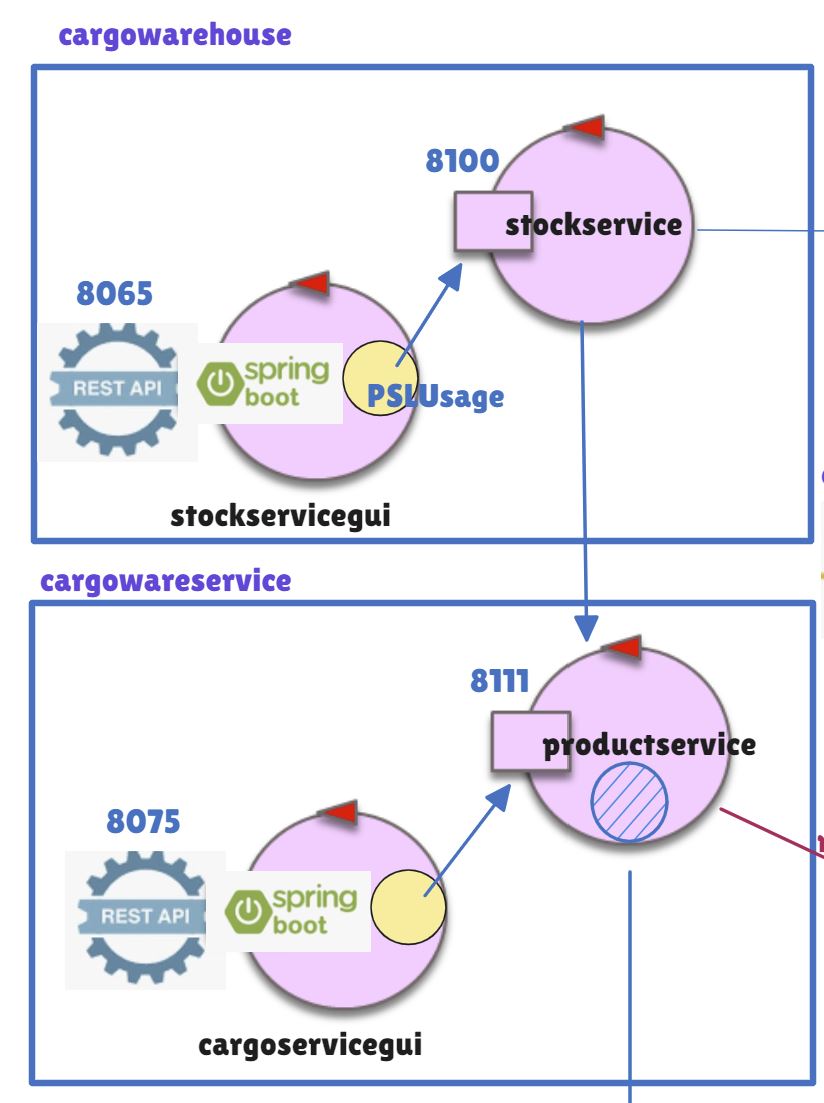 cargowarehouse
8100
stockservice
8065
REST API
spring
boot
PSLUsage
stockservicegui
cargowareservice
8111
productservice
8075
REST API
spring
boot
cargoservicegui